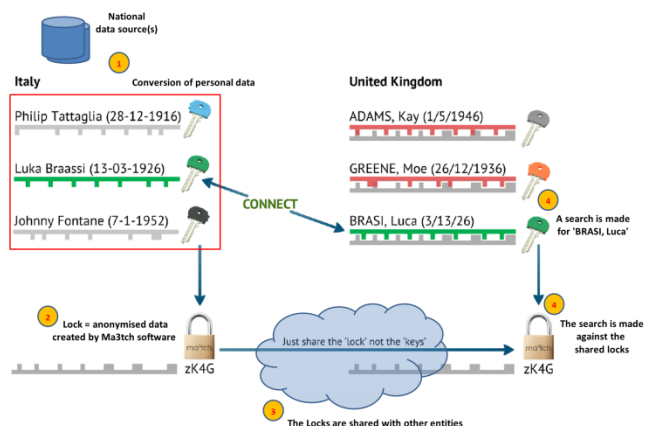 National
data source(s)
1
Italy
Conversion of personal data
United Kingdom
Philip Tattaglia (28-12-1916)
ADAMS, Kay (1/5/1946)
Luka Braassi (13-03-1926)
GREENE, Moe (26/12/1936)
4
CONNECT
A search is made
for 'BRASI, Luca'
Johnny Fontane (7-1-1952)
BRASI, Luca (3/13/26)
2
Lock = anonymised data
created by Ma3tch software
ma3tch
zK4G
Just share the 'lock' not the 'keys'
4
The search is made
against the
shared locks
ma3tch
zK4G
3
The Locks are shared with other entities